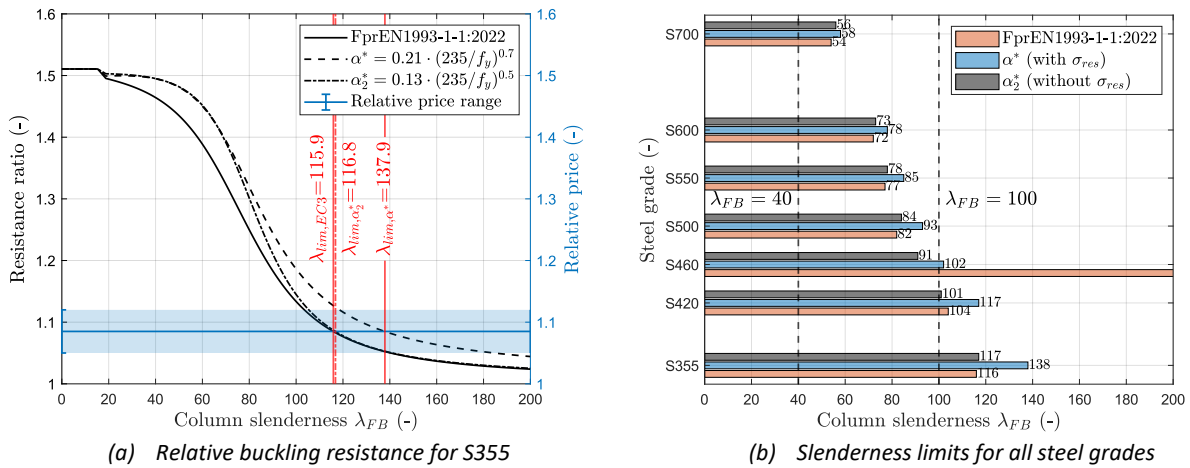 1.6
1.5
1.4
1.3
1.2
1.1
1
Resistance ratio (-)
FprEN1993-1-1:2022
α* = 0.21 · (235/f_y)^0.7
α*_2 = 0.13 · (235/f_y)^0.5
Relative price range
λ_lim,EC3=115.9
λ_lim,α*_2=116.8
λ_lim,α*=137.9
1.6
1.5
1.4
1.3
1.2
1.1
1
Relative price (-)
0 20 40 60 80 100 120 140 160 180 200
Column slenderness λ_FB (-)
(a) Relative buckling resistance for S355
Steel grade (-)
FprEN1993-1-1:2022
α* (with σ_res)
α*_2 (without σ_res)
S700
56
58
54
S600
73
78
72
S550
78
85
77
λ_FB = 40
λ_FB = 100
S500
84
93
82
S460
91
102
S420
101
117
104
S355
117
138
116
0 20 40 60 80 100 120 140 160 180 200
Column slenderness λ_FB (-)
(b) Slenderness limits for all steel grades